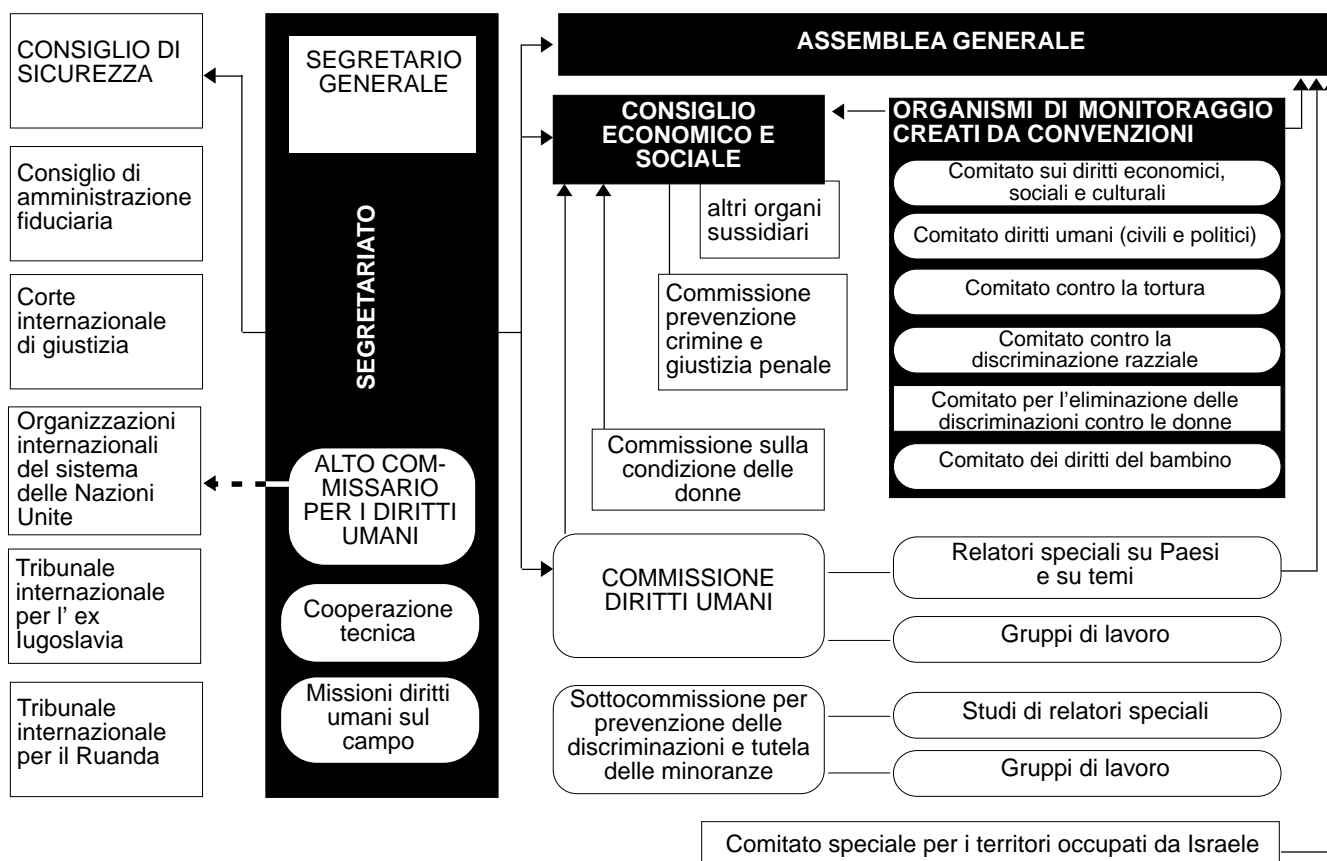 CONSIGLIO DI
SICUREZZA
Consiglio di
amministrazione
fiduciaria
Corte
internazionale
di giustizia
Organizzazioni
internazionali
del sistema
delle Nazioni
Unite
Tribunale
internazionale
per l' ex
Iugoslavia
Tribunale
internazionale
per il Ruanda
SEGRETARIO
GENERALE
SEGRETARIATO
ALTO COM-
MISSARIO
PER I DIRITTI
UMANI
Cooperazione
tecnica
Missioni diritti
umani sul
campo
ASSEMBLEA GENERALE
CONSIGLIO
ECONOMICO E
SOCIALE
altri organi
sussidiari
Commissione
prevenzione
crimine e
giustizia penale
Commissione sulla
condizione delle
donne
COMMISSIONE
DIRITTI UMANI
Sottocommissione per
prevenzione delle
discriminazioni e tutela
delle minoranze
ORGANISMI DI MONITORAGGIO
CREATI DA CONVENZIONI
Comitato sui diritti economici,
sociali e culturali
Comitato diritti umani (civili e politici)
Comitato contro la tortura
Comitato contro la
discriminazione razziale
Comitato per l'eliminazione delle
discriminazioni contro le donne
Comitato dei diritti del bambino
Relatori speciali su Paesi
e su temi
Gruppi di lavoro
Studi di relatori speciali
Gruppi di lavoro
Comitato speciale per i territori occupati da Israele